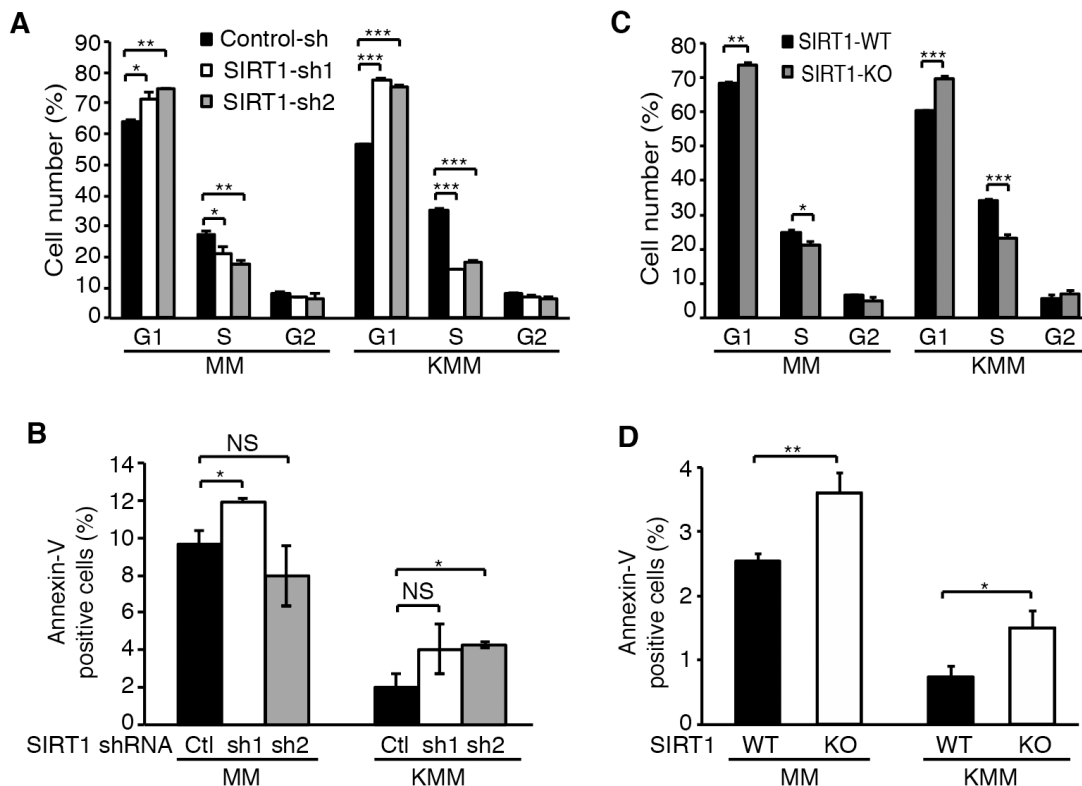 A
Control-sh
SIRT1-sh1
SIRT1-sh2
Cell number (%)
90
80
70
60
50
40
30
20
10
0
** * *** ***
** * *** ***
G1 S G2 G1 S G2
MM KMM
C
SIRT1-WT
SIRT1-KO
Cell number (%)
80
70
60
50
40
30
20
10
0
** * *** ***
G1 S G2 G1 S G2
MM KMM
B
Annexin-V
positive cells (%)
14
12
10
8
6
4
2
0
NS
*
*
NS
SIRT1 shRNA Ctl sh1 sh2 Ctl sh1 sh2
MM KMM
D
Annexin-V
positive cells (%)
4
3
2
1
0
**
*
SIRT1 WT KO WT KO
MM KMM